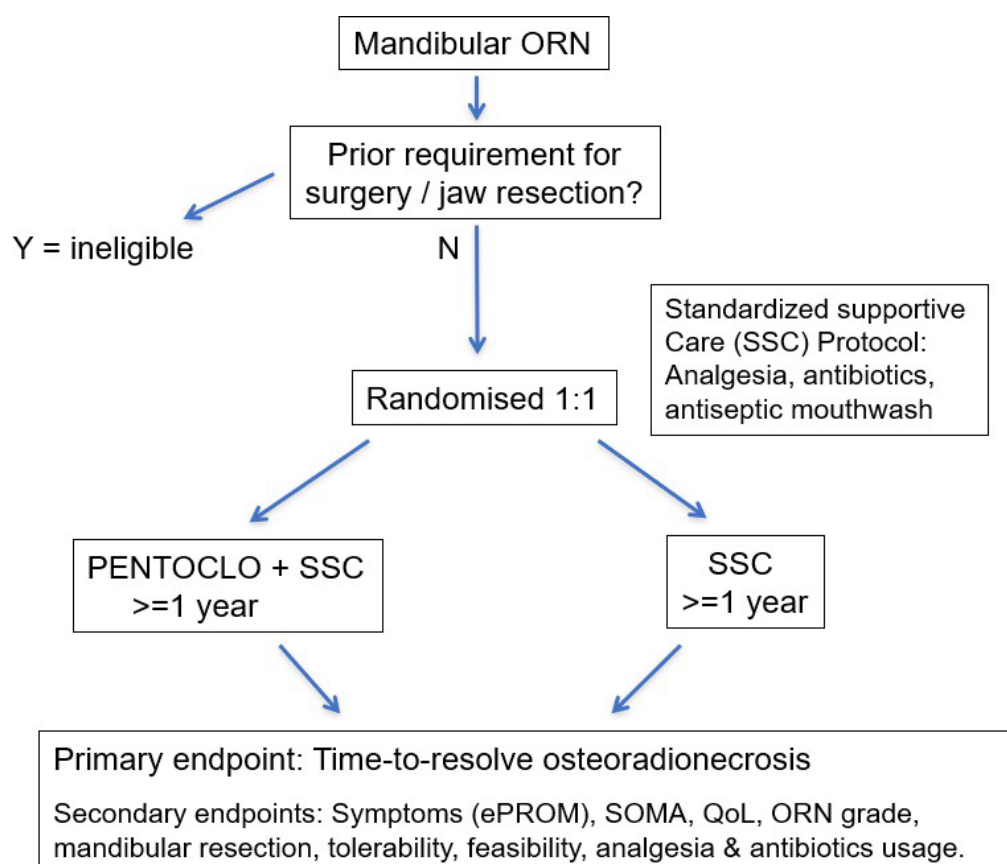 Mandibular ORN
Prior requirement for
surgery / jaw resection?
Y = ineligible
N
Standardized supportive
Care (SSC) Protocol:
Analgesia, antibiotics,
antiseptic mouthwash
Randomised 1:1
PENTOCLO + SSC
>=1 year
SSC
>=1 year
Primary endpoint: Time-to-resolve osteoradionecrosis
Secondary endpoints: Symptoms (ePROM), SOMA, QoL, ORN grade,
mandibular resection, tolerability, feasibility, analgesia & antibiotics usage.